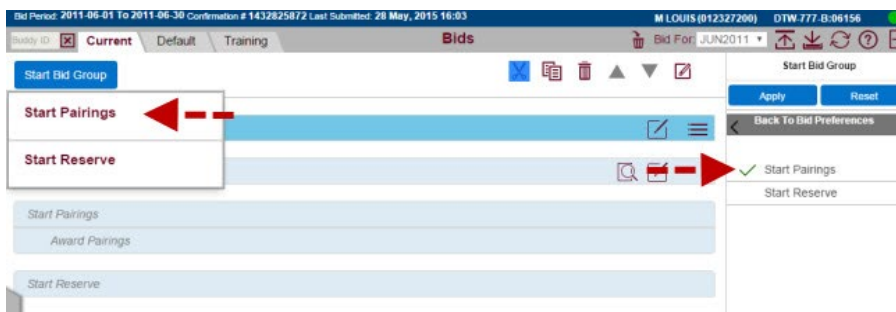 Bid Period: 2011-06-01 To 2011-06-30 Confirmation # 1432825872 Last Submitted: 28 May, 2015 16:03
M LOUIS (012327200) DTW-777-B:06156
Buddy ID Current Default Training
Bids
Bid For: JUN2011
Start Bid Group
Start Pairings
Start Reserve
Start Pairings
Award Pairings
Start Reserve
Start Bid Group
Apply Reset
Back To Bid Preferences
Start Pairings
Start Reserve